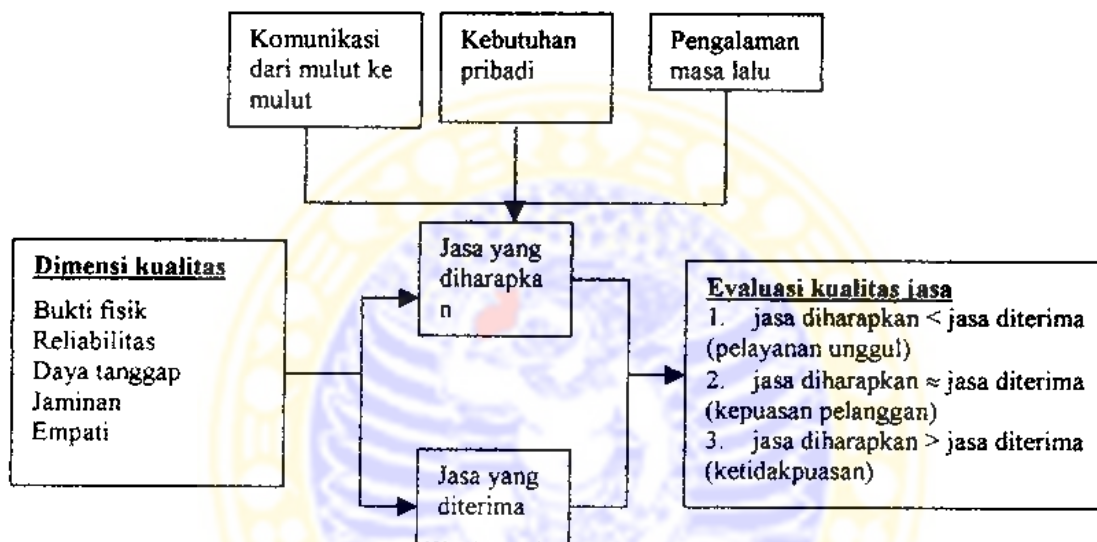 Komunikasi
dari mulut ke
mulut
Kebutuhan
pribadi
Pengalaman
masa lalu
Dimensi kualitas
Bukti fisik
Reliabilitas
Daya tanggap
Jaminan
Empati
Jasa yang
diharapka
n
Jasa yang
diterima
Evaluasi kualitas jasa
1. jasa diharapkan < jasa diterima
(pelayanan unggul)
2. jasa diharapkan ≈ jasa diterima
(kepuasan pelanggan)
3. jasa diharapkan > jasa diterima
(ketidakpuasan)